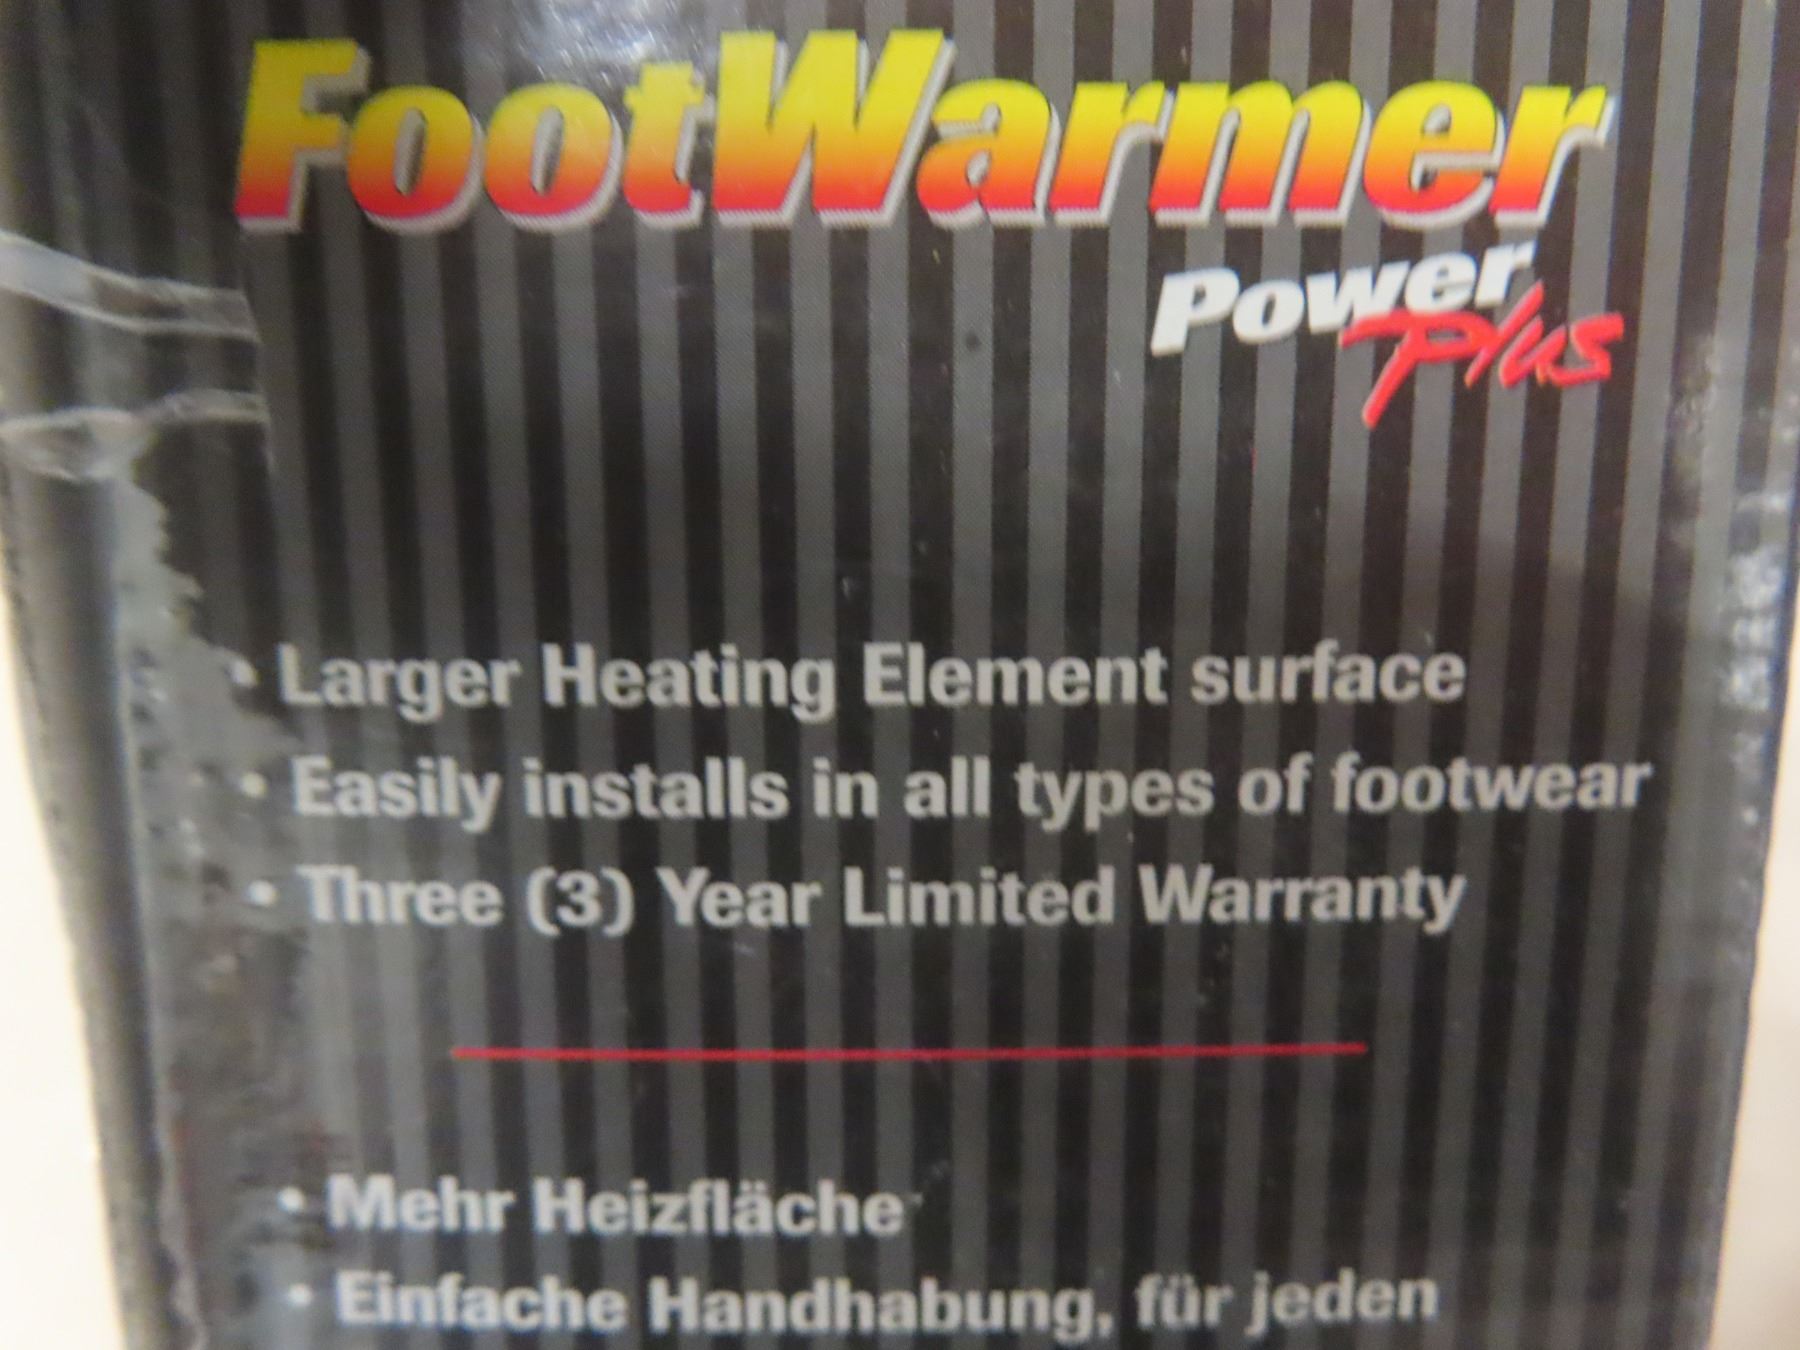 FootWarmer
Power
Plus
• Larger Heating Element surface
• Easily installs in all types of footwear
• Three (3) Year Limited Warranty
• Mehr Heizfläche
• Einfache Handhabung, für jeden